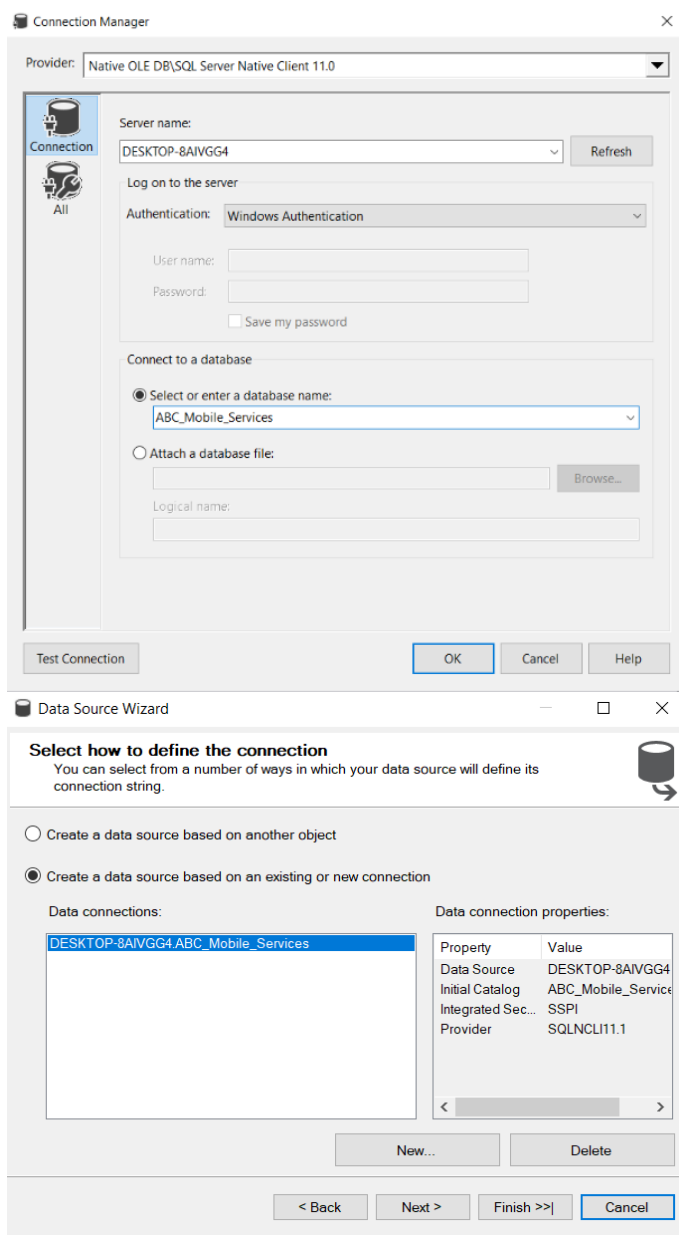 Connection Manager
Provider: Native OLE DB\SQL Server Native Client 11.0
Connection
All
Server name:
DESKTOP-8AIVGG4
Refresh
Log on to the server
Authentication: Windows Authentication
User name:
Password:
Save my password
Connect to a database
Select or enter a database name:
ABC_Mobile_Services
Attach a database file:
Browse...
Logical name:
Test Connection OK Cancel Help
Data Source Wizard
Select how to define the connection
You can select from a number of ways in which your data source will define its
connection string.
Create a data source based on another object
Create a data source based on an existing or new connection
Data connections:
DESKTOP-8AIVGG4.ABC_Mobile_Services
Data connection properties:
Property Value
Data Source DESKTOP-8AIVGG4
Initial Catalog ABC_Mobile_Service
Integrated Sec... SSPI
Provider SQLNCLI11.1
New... Delete
< Back Next > Finish >>| Cancel